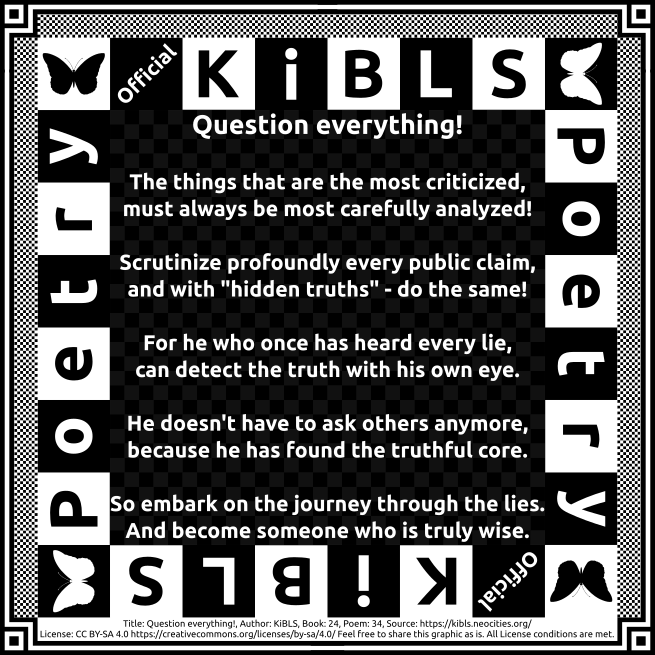 Official KiBLS
Poetry
Poetry
Question everything!
The things that are the most criticized,
must always be most carefully analyzed!
Scrutinize profoundly every public claim,
and with "hidden truths" - do the same!
For he who once has heard every lie,
can detect the truth with his own eye.
He doesn't have to ask others anymore,
because he has found the truthful core.
So embark on the journey through the lies.
And become someone who is truly wise.
Official KiBLS
Title: Question everything!, Author: KiBLS, Book: 24, Poem: 34, Source: https://kibls.neocities.org/
License: CC BY-SA 4.0 https://creativecommons.org/licenses/by-sa/4.0/ Feel free to share this graphic as is. All License conditions are met.